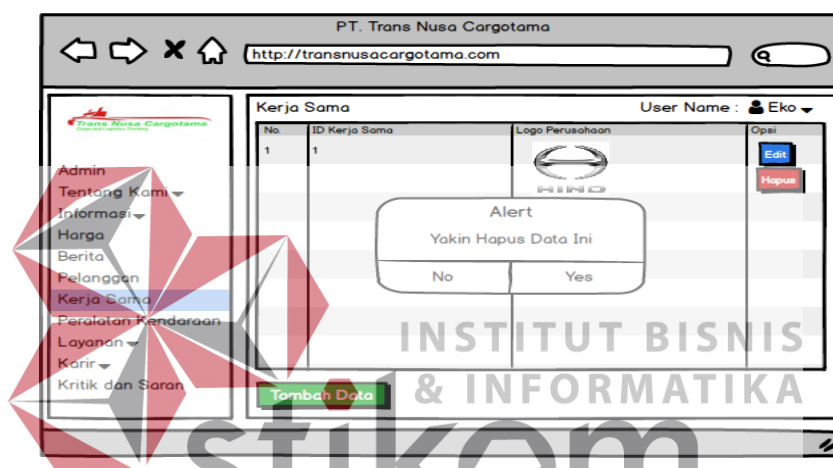 PT. Trans Nusa Cargotama
http://transnusacargotama.com
Trans Nusa Cargotama
Kerja Sama
User Name : Eko
No. ID Kerja Sama Logo Perusahaan Opsi
1 1 Edit
Hapus
HINO
Admin
Tentang Kami
Informasi
Harga
Berita
Pelanggan
Kerja Sama
Peralatan Kendaraan
Layanan
Karir
Kritik dan Saran
Alert
Yakin Hapus Data Ini
No Yes
Tambah Data
INSTITUT BISNIS
& INFORMATIKA
stikom